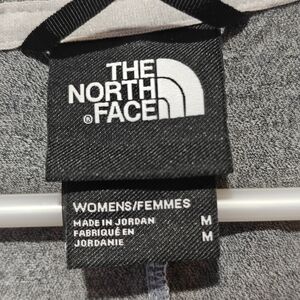 THE
NORTH
®FACE
WOMENS/FEMMES
MADE IN JORDAN M
FABRIQUÉ EN M
JORDANIE